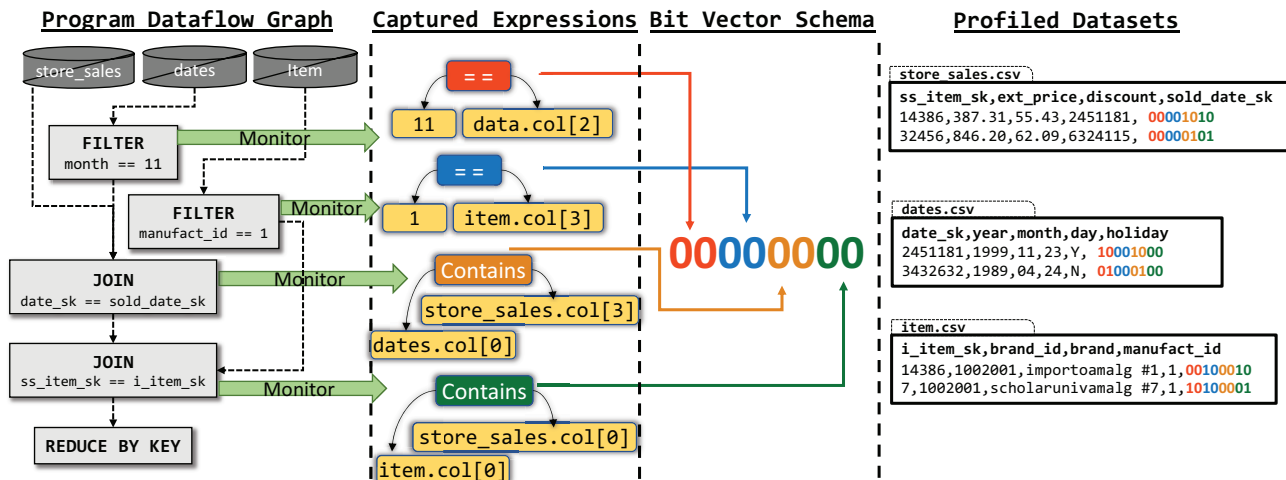 Program Dataflow Graph
store_sales
dates
Item
FILTER
month == 11
Monitor
FILTER
manufact_id == 1
Monitor
JOIN
date_sk == sold_date_sk
Monitor
JOIN
ss_item_sk == i_item_sk
Monitor
REDUCE BY KEY
Captured Expressions
==
11
data.col[2]
==
1
item.col[3]
Contains
store_sales.col[3]
dates.col[0]
Contains
store_sales.col[0]
item.col[0]
Bit Vector Schema
00000000
Profiled Datasets
store_sales.csv
ss_item_sk,ext_price,discount,sold_date_sk
14386,387.31,55.43,2451181, 00001010
32456,846.20,62.09,6324115, 00000101
dates.csv
date_sk,year,month,day,holiday
2451181,1999,11,23,Y, 10001000
3432632,1989,04,24,N, 01000100
item.csv
i_item_sk,brand_id,brand,manufact_id
14386,1002001,importoamalg #1,1,00100010
7,1002001,scholarunivamalg #7,1,10100001